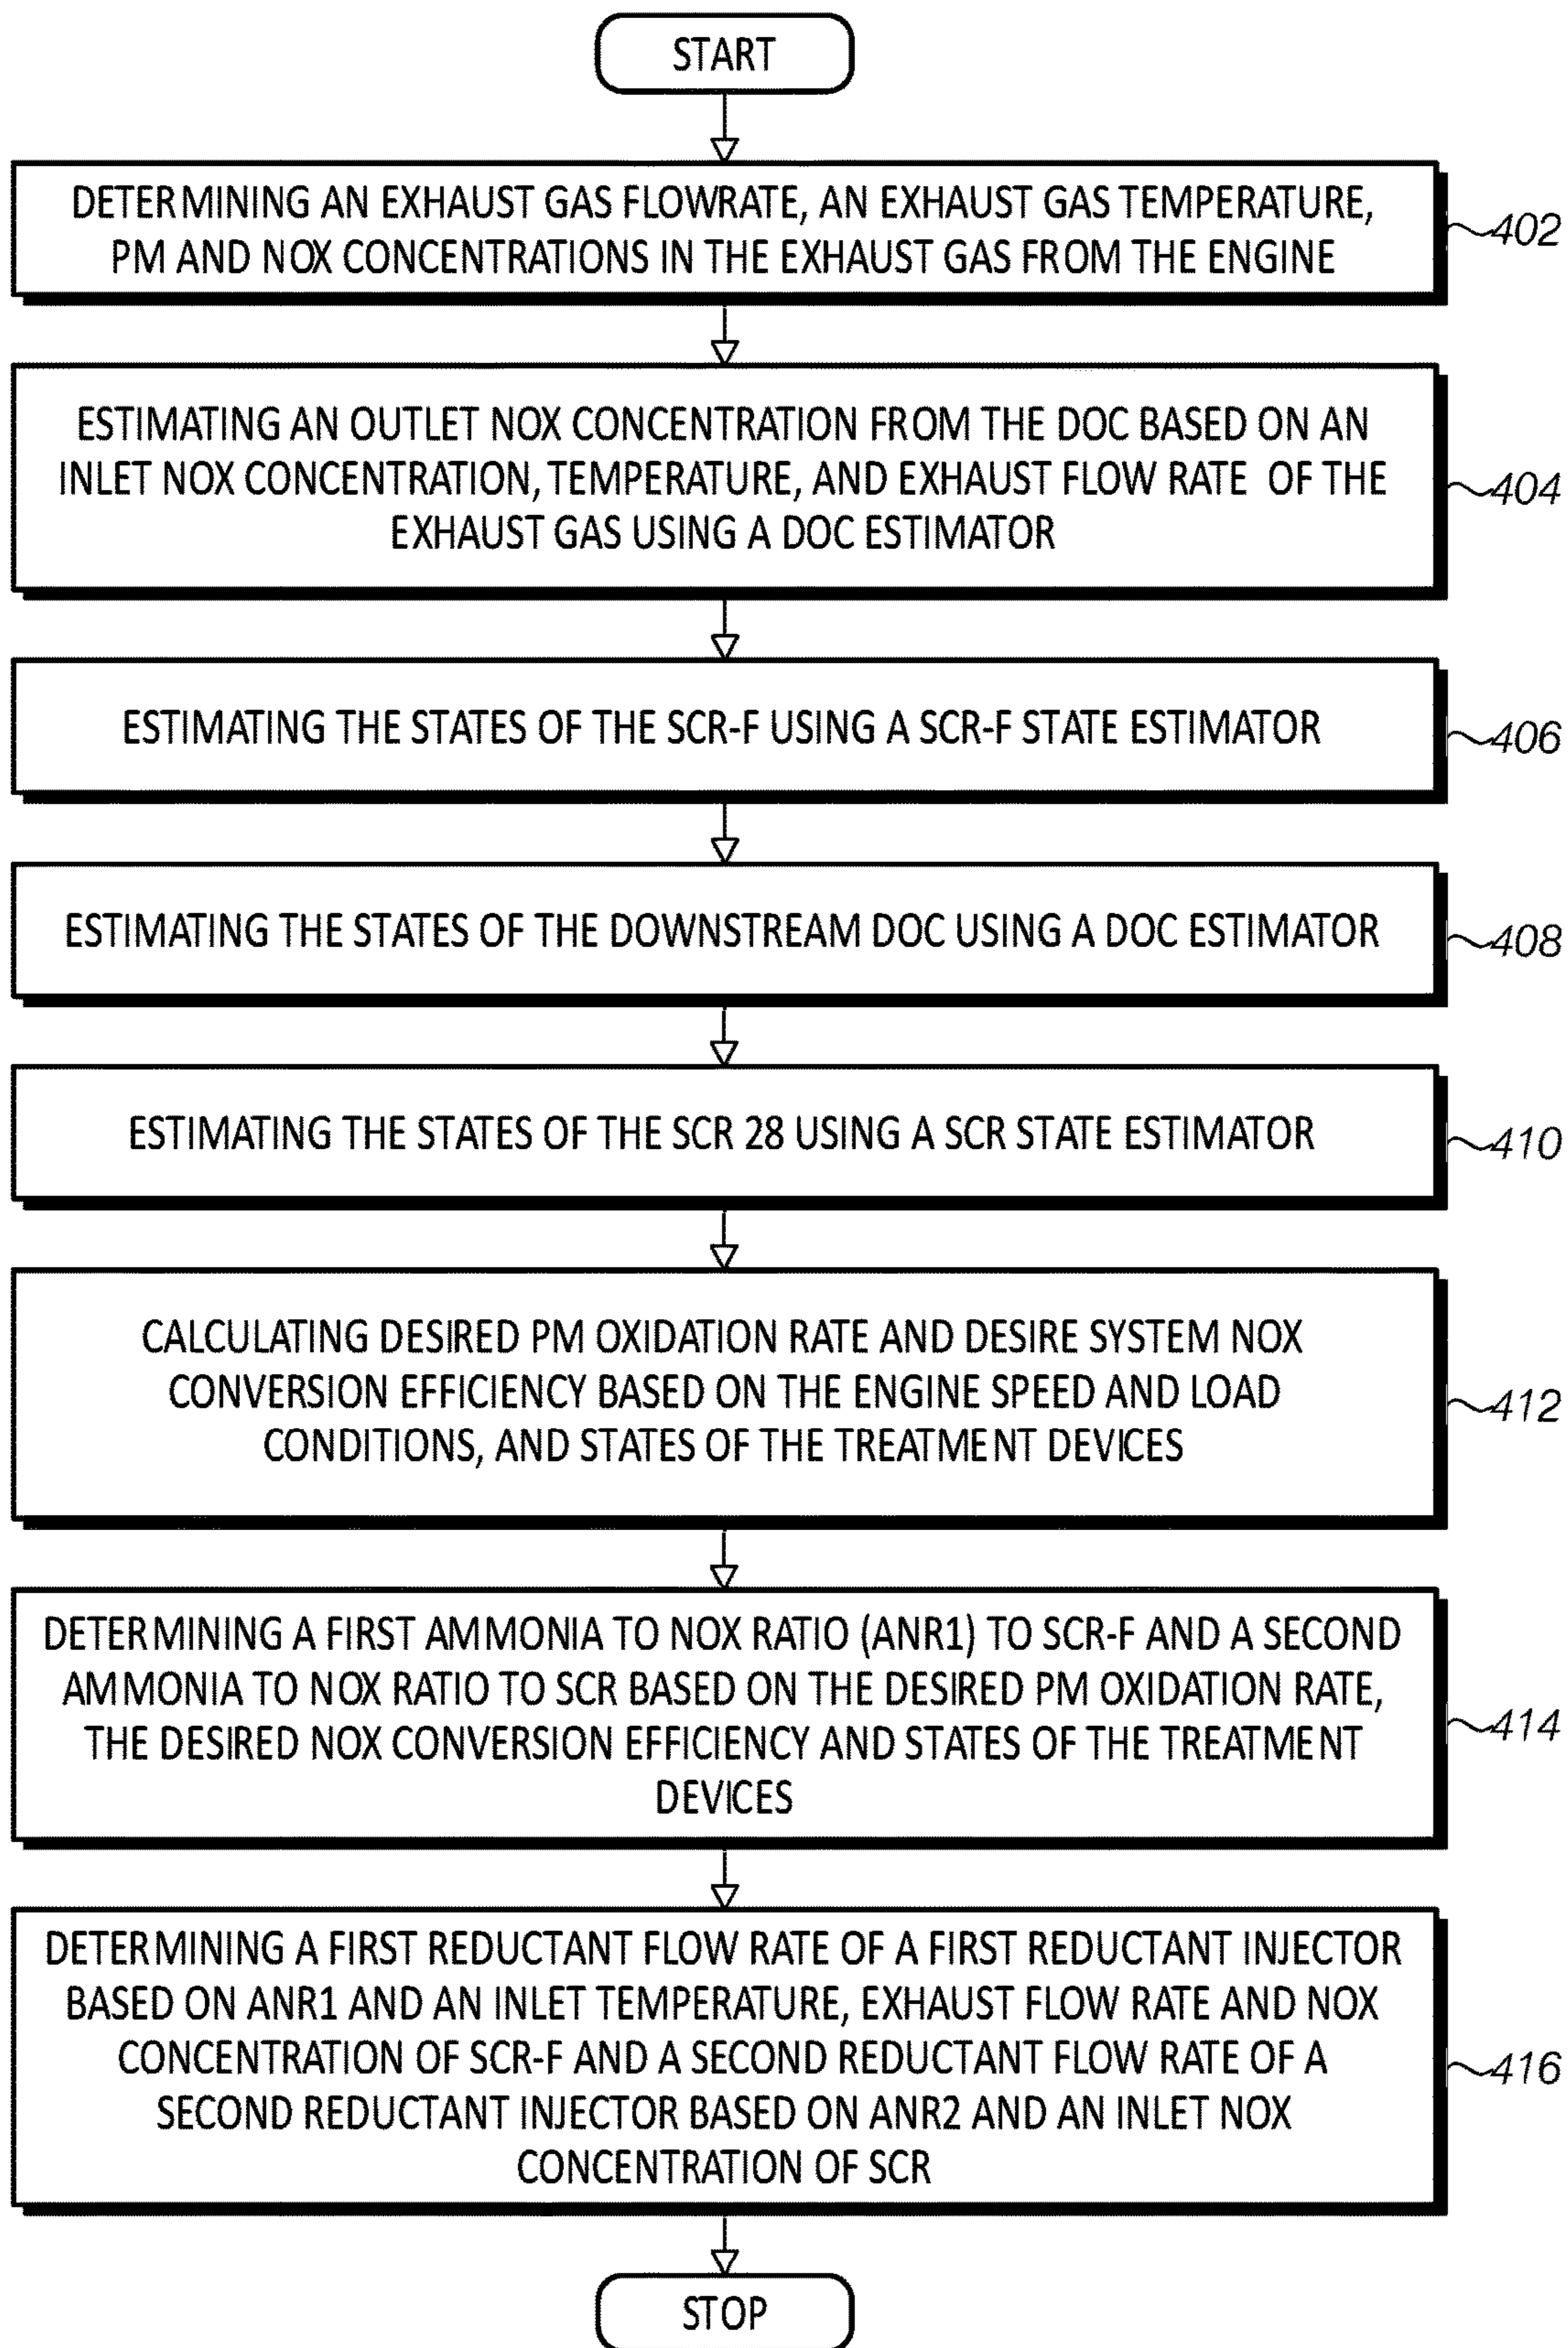 START
DETERMINING AN EXHAUST GAS FLOWRATE, AN EXHAUST GAS TEMPERATURE,
PM AND NOX CONCENTRATIONS IN THE EXHAUST GAS FROM THE ENGINE
402
ESTIMATING AN OUTLET NOX CONCENTRATION FROM THE DOC BASED ON AN
INLET NOX CONCENTRATION, TEMPERATURE, AND EXHAUST FLOW RATE OF THE
EXHAUST GAS USING A DOC ESTIMATOR
404
ESTIMATING THE STATES OF THE SCR-F USING A SCR-F STATE ESTIMATOR
406
ESTIMATING THE STATES OF THE DOWNSTREAM DOC USING A DOC ESTIMATOR
408
ESTIMATING THE STATES OF THE SCR 28 USING A SCR STATE ESTIMATOR
410
CALCULATING DESIRED PM OXIDATION RATE AND DESIRE SYSTEM NOX
CONVERSION EFFICIENCY BASED ON THE ENGINE SPEED AND LOAD
CONDITIONS, AND STATES OF THE TREATMENT DEVICES
412
DETERMINING A FIRST AMMONIA TO NOX RATIO (ANR1) TO SCR-F AND A SECOND
AMMONIA TO NOX RATIO TO SCR BASED ON THE DESIRED PM OXIDATION RATE,
THE DESIRED NOX CONVERSION EFFICIENCY AND STATES OF THE TREATMENT
DEVICES
414
DETERMINING A FIRST REDUCTANT FLOW RATE OF A FIRST REDUCTANT INJECTOR
BASED ON ANR1 AND AN INLET TEMPERATURE, EXHAUST FLOW RATE AND NOX
CONCENTRATION OF SCR-F AND A SECOND REDUCTANT FLOW RATE OF A
SECOND REDUCTANT INJECTOR BASED ON ANR2 AND AN INLET NOX
CONCENTRATION OF SCR
416
STOP